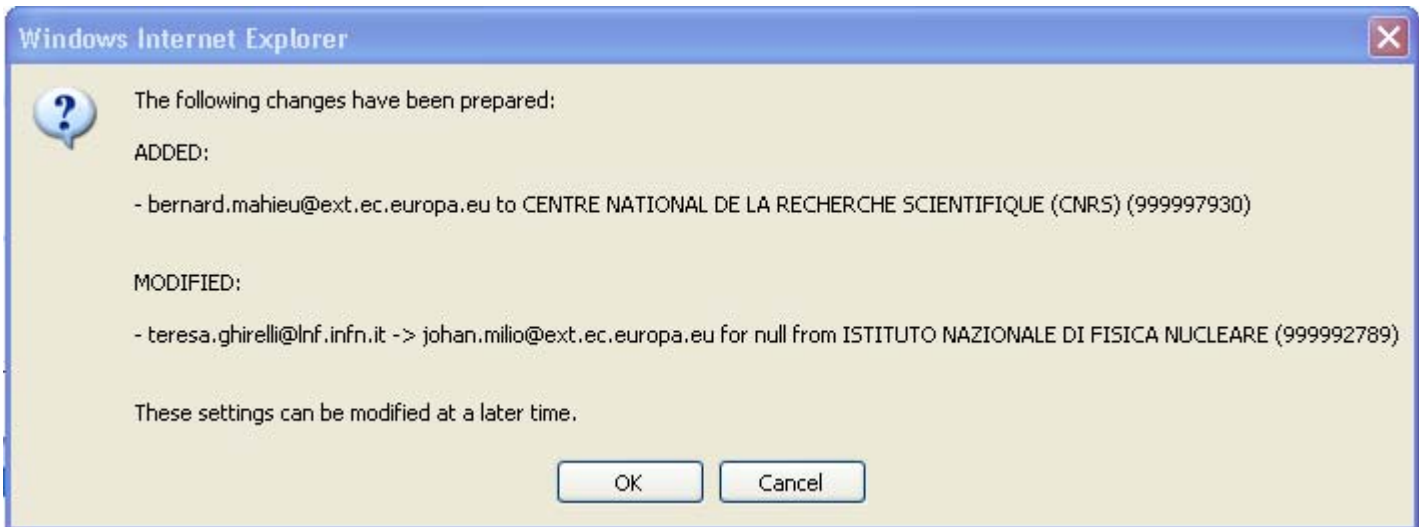 Windows Internet Explorer
The following changes have been prepared:
ADDED:
- bernard.mahieu@ext.ec.europa.eu to CENTRE NATIONAL DE LA RECHERCHE SCIENTIFIQUE (CNRS) (999997930)
MODIFIED:
- teresa.ghirelli@lnf.infn.it -> johan.milio@ext.ec.europa.eu for null from ISTITUTO NAZIONALE DI FISICA NUCLEARE (999992789)
These settings can be modified at a later time.
OK Cancel